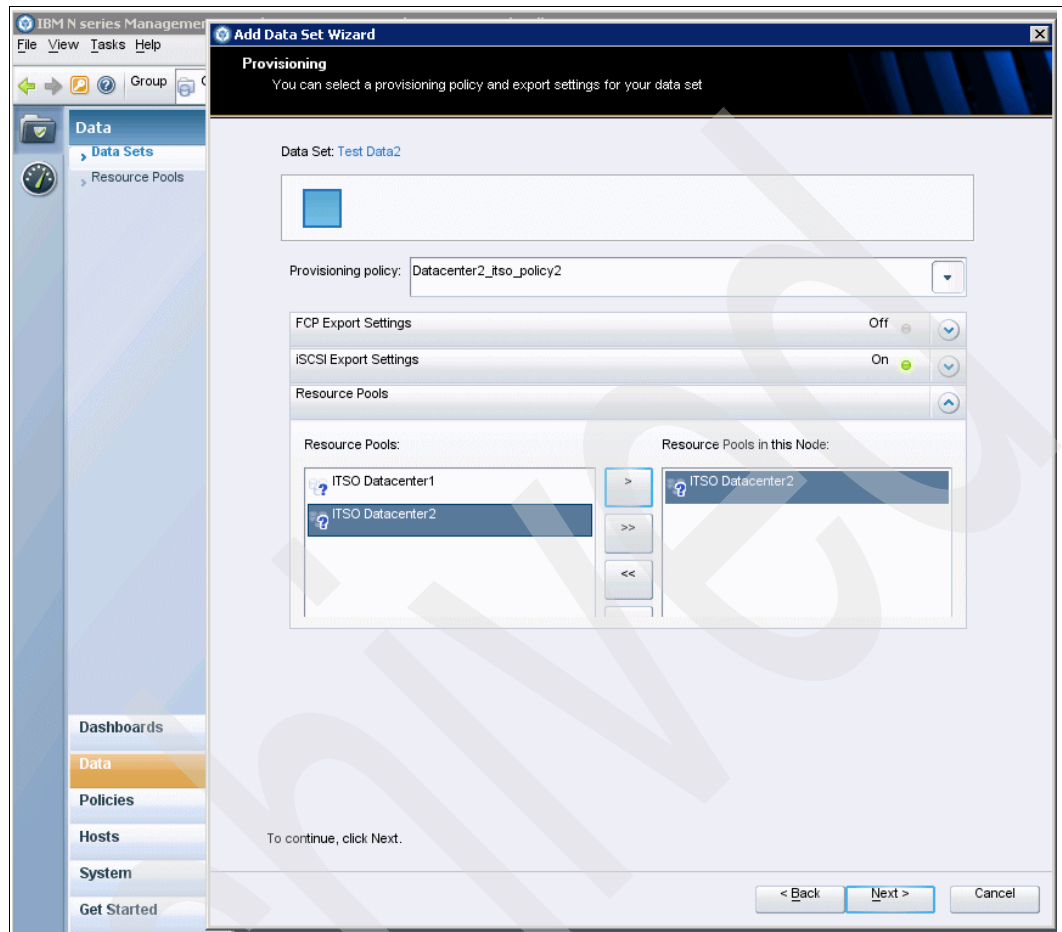 IBM N series Manageme
File View Tasks Help
Group
Data
Data Sets
Resource Pools
Dashboards
Data
Policies
Hosts
System
Get Started
Add Data Set Wizard
Provisioning
You can select a provisioning policy and export settings for your data set
Data Set: Test Data2
Provisioning policy: Datacenter2_itso_policy2
FCP Export Settings Off
iSCSI Export Settings On
Resource Pools
Resource Pools: Resource Pools in this Node:
ITSO Datacenter1 > ITSO Datacenter2
ITSO Datacenter2
>>
<<
To continue, click Next.
< Back Next > Cancel